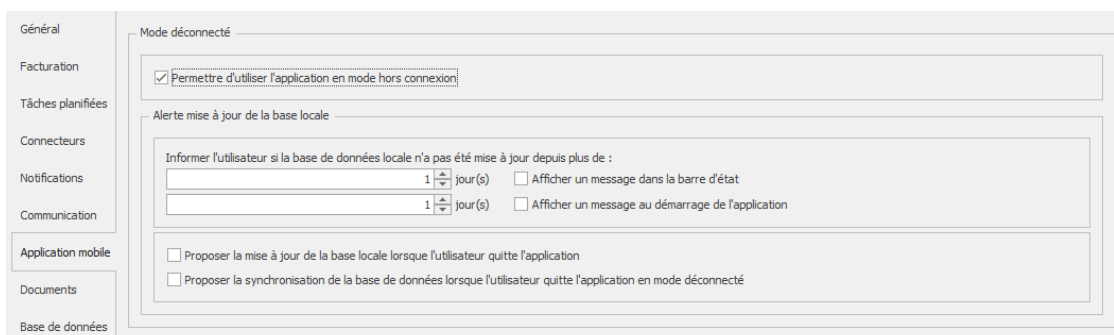 Général
Facturation
Tâches planifiées
Connecteurs
Notifications
Communication
Application mobile
Documents
Base de données
Mode déconnecté
Permettre d'utiliser l'application en mode hors connexion
Alerte mise à jour de la base locale
Informer l'utilisateur si la base de données locale n'a pas été mise à jour depuis plus de :
1 jour(s) Afficher un message dans la barre d'état
1 jour(s) Afficher un message au démarrage de l'application
Proposer la mise à jour de la base locale lorsque l'utilisateur quitte l'application
Proposer la synchronisation de la base de données lorsque l'utilisateur quitte l'application en mode déconnecté